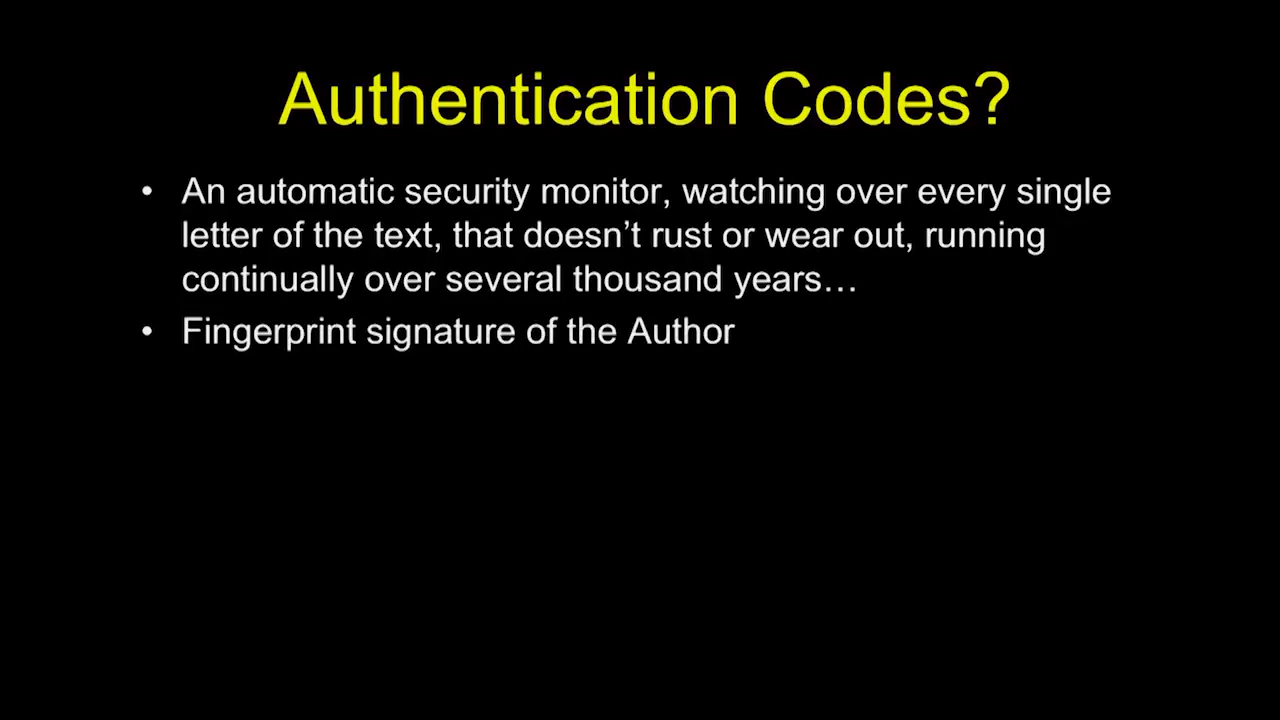 Authentication Codes?
• An automatic security monitor, watching over every single
letter of the text, that doesn’t rust or wear out, running
continually over several thousand years…
• Fingerprint signature of the Author